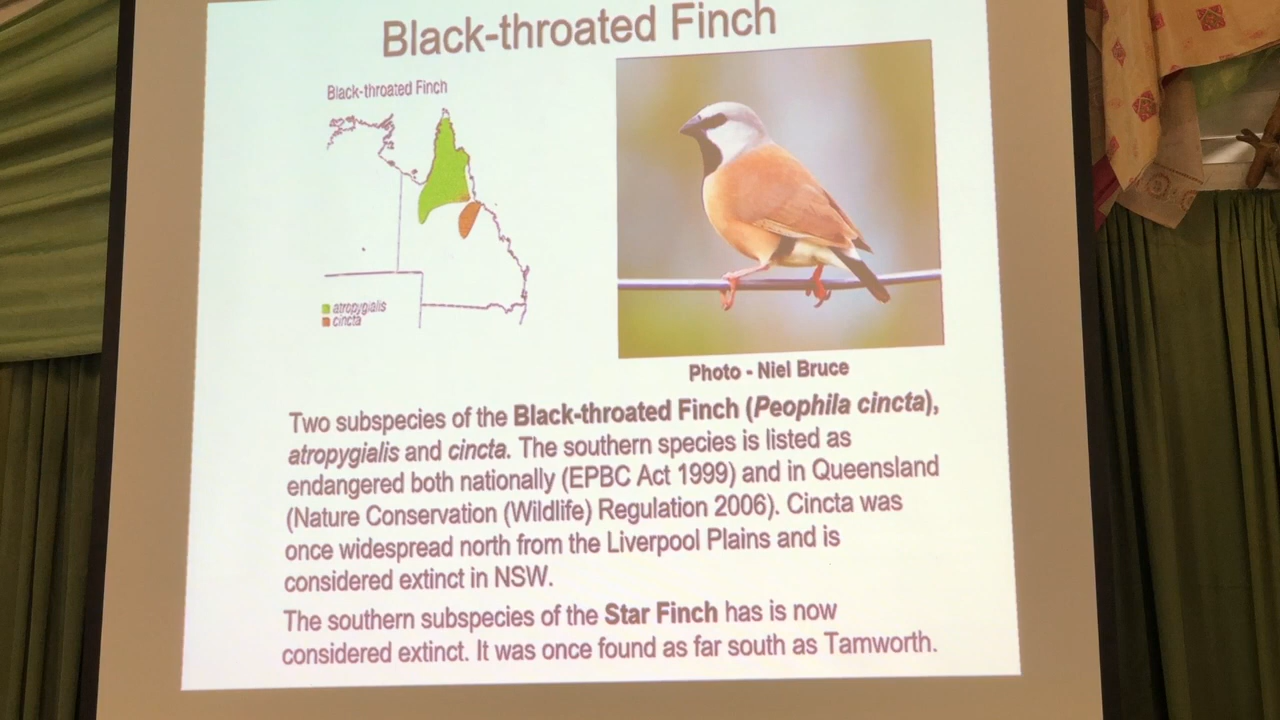 Black-throated Finch
Black-throated Finch
atropygialis
cincta
Photo - Niel Bruce
Two subspecies of the Black-throated Finch (Peophila cincta),
atropygialis and cincta. The southern species is listed as
endangered both nationally (EPBC Act 1999) and in Queensland
(Nature Conservation (Wildlife) Regulation 2006). Cincta was
once widespread north from the Liverpool Plains and is
considered extinct in NSW.
The southern subspecies of the Star Finch has is now
considered extinct. It was once found as far south as Tamworth.